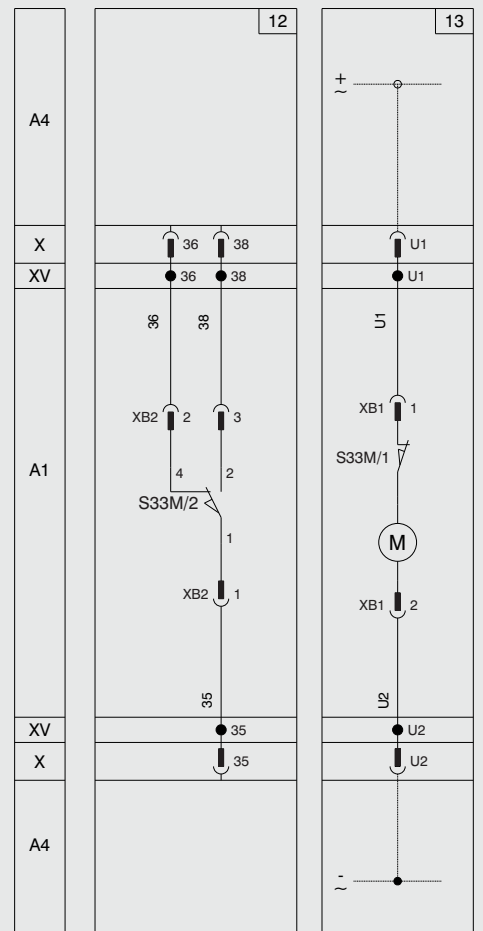 12 13
+
~
A4
X 36 38 U1
XV 36 38 U1
36 38 U1
XB1 1
XB2 2 3
S33M/1
A1 4 2
S33M/2
1 M
XB2 1 XB1 2
35 U2
XV 35 U2
X 35 U2
A4
-
~